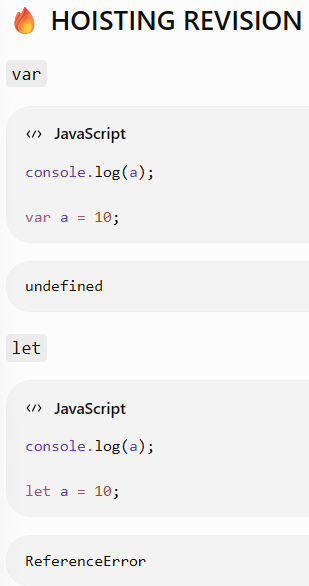 🔥 HOISTING REVISION
var
</> JavaScript
console.log(a);
var a = 10;
undefined
let
</> JavaScript
console.log(a);
let a = 10;
ReferenceError